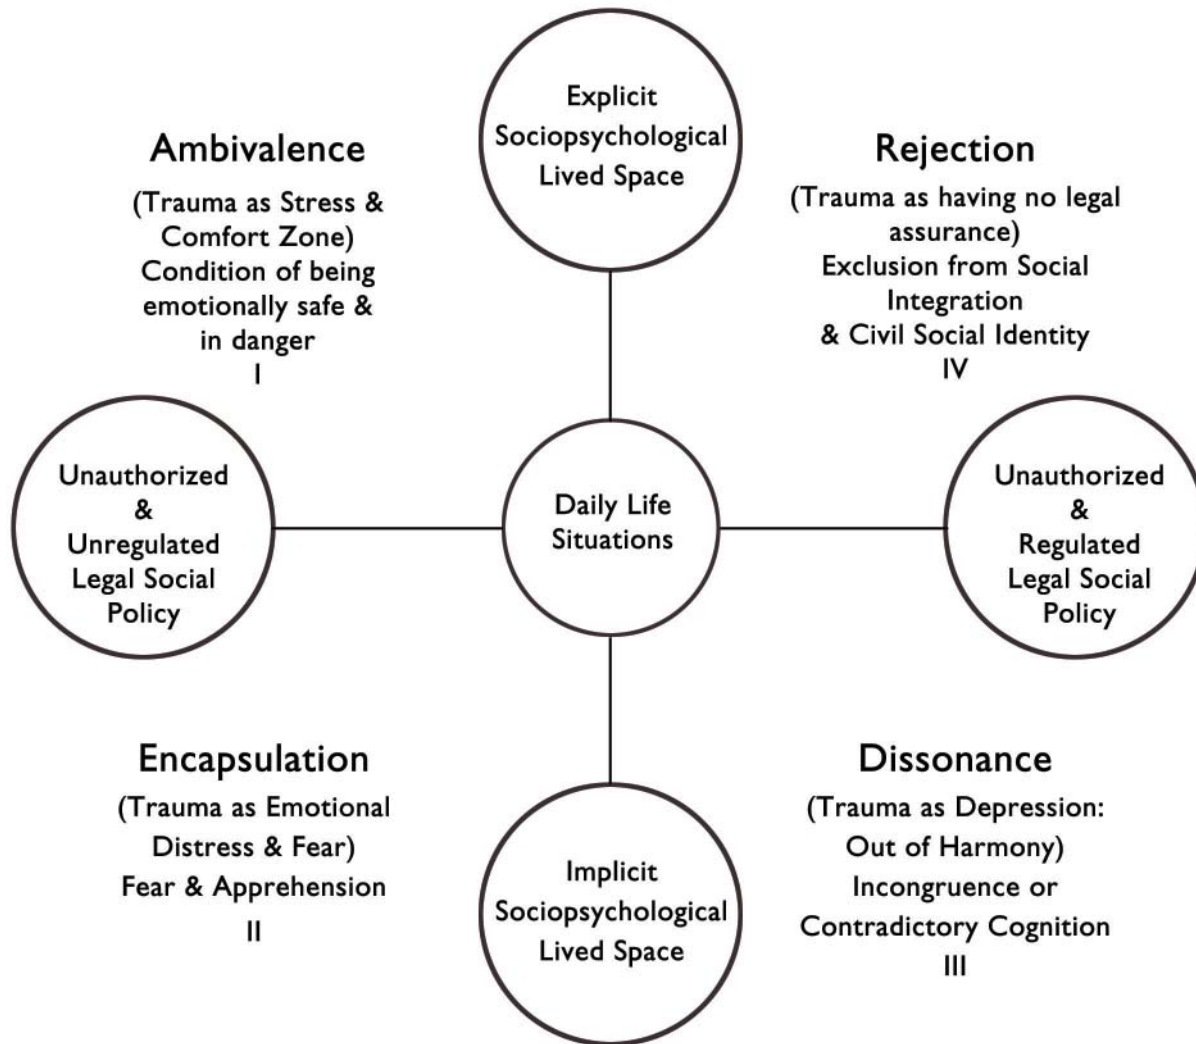 Explicit
Sociopsychological
Lived Space
Ambivalence
(Trauma as Stress &
Comfort Zone)
Condition of being
emotionally safe &
in danger
I
Rejection
(Trauma as having no legal
assurance)
Exclusion from Social
Integration
& Civil Social Identity
IV
Unauthorized
&
Unregulated
Legal Social
Policy
Daily Life
Situations
Unauthorized
&
Regulated
Legal Social
Policy
Encapsulation
(Trauma as Emotional
Distress & Fear)
Fear & Apprehension
II
Implicit
Sociopsychological
Lived Space
Dissonance
(Trauma as Depression:
Out of Harmony)
Incongruence or
Contradictory Cognition
III